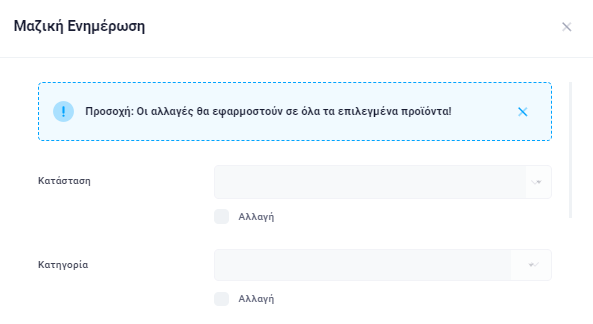 Μαζική Ενημέρωση
Προσοχή: Οι αλλαγές θα εφαρμοστούν σε όλα τα επιλεγμένα προϊόντα!
Κατάσταση
Αλλαγή
Κατηγορία
Αλλαγή